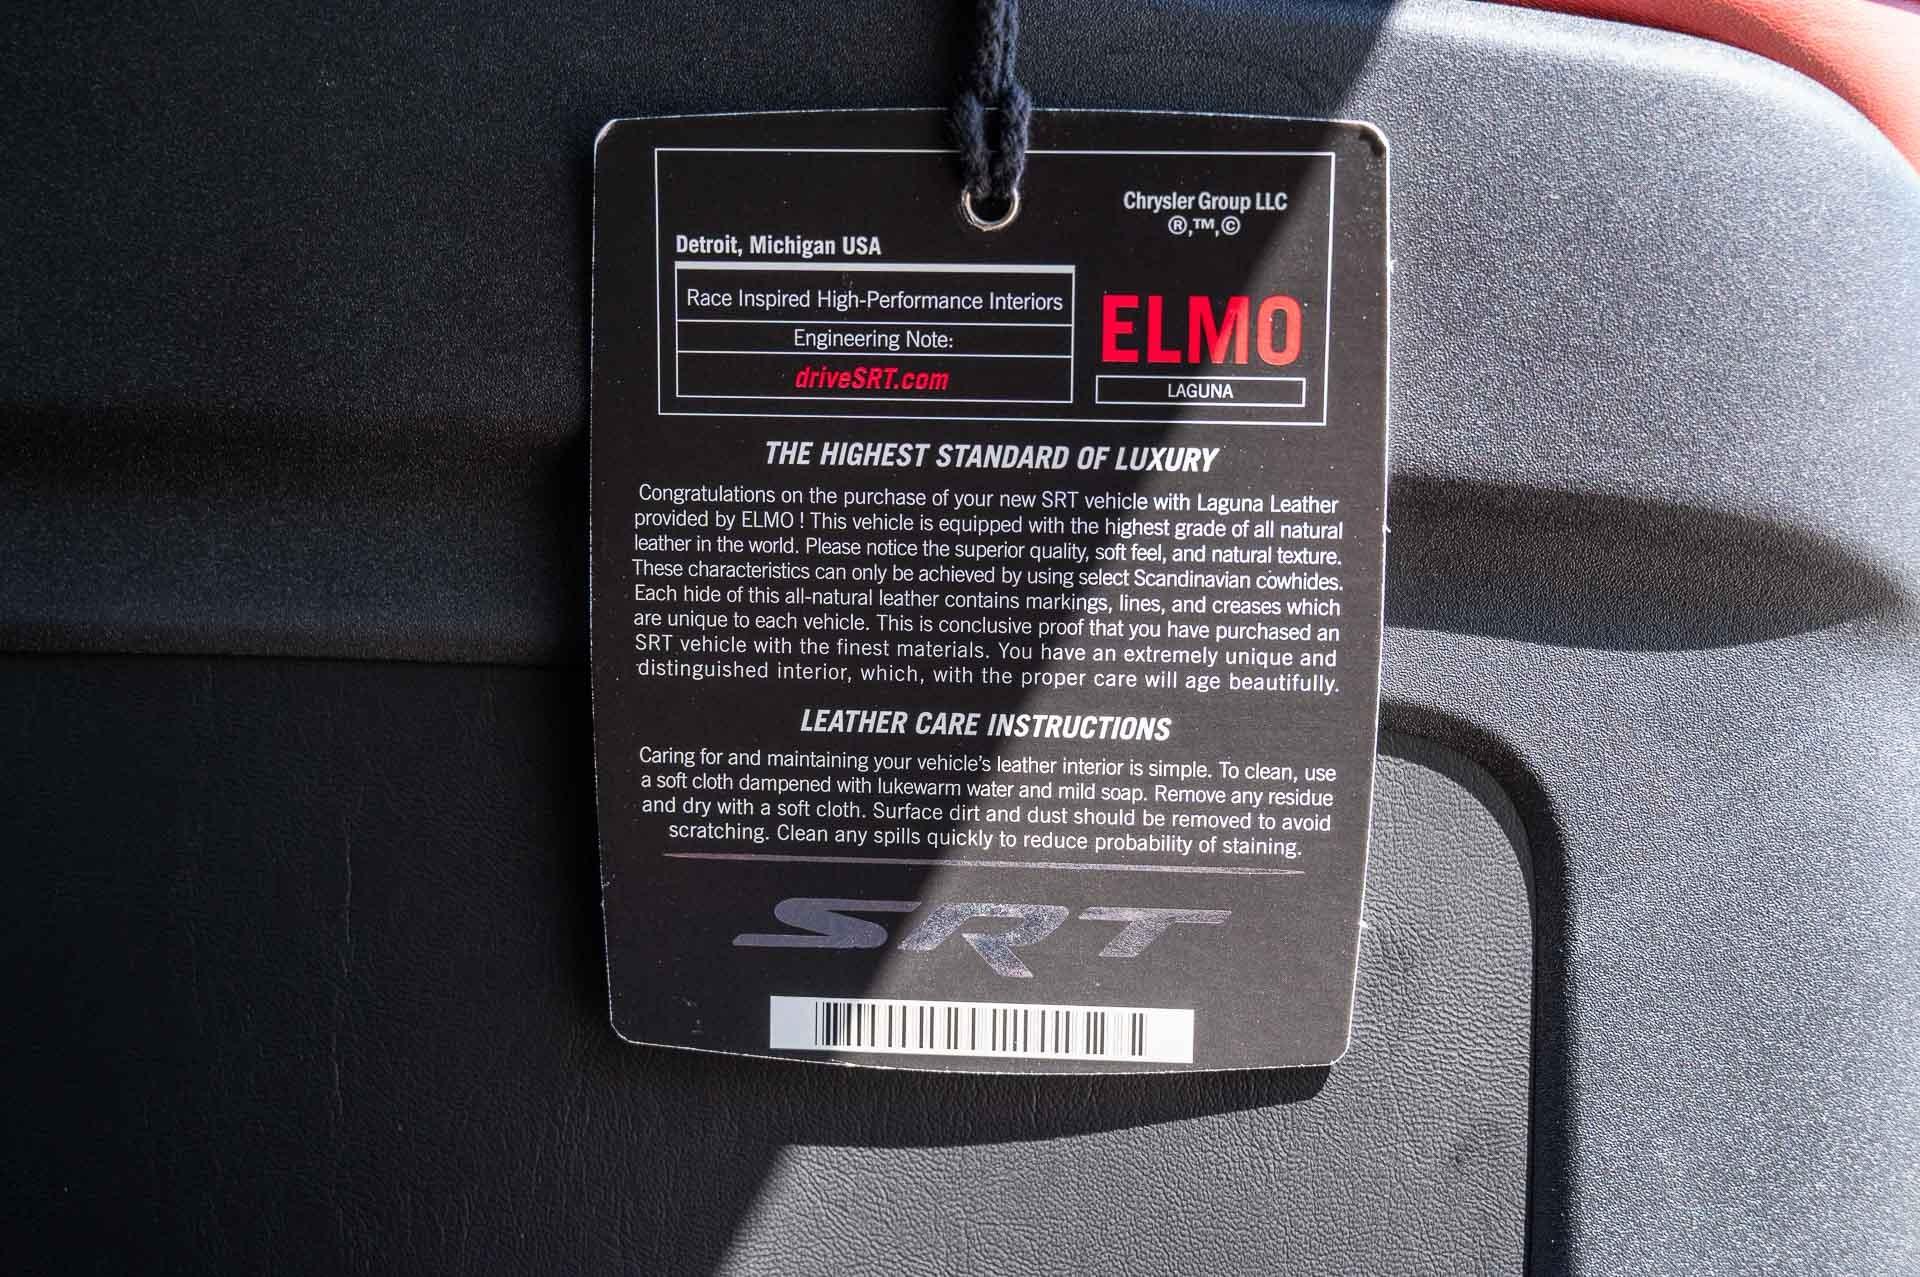 Chrysler Group LLC
®,™,©
Detroit, Michigan USA
Race Inspired High-Performance Interiors
Engineering Note:
driveSRT.com
ELMO
LAGUNA
THE HIGHEST STANDARD OF LUXURY
Congratulations on the purchase of your new SRT vehicle with Laguna Leather
provided by ELMO ! This vehicle is equipped with the highest grade of all natural
leather in the world. Please notice the superior quality, soft feel, and natural texture.
These characteristics can only be achieved by using select Scandinavian cowhides.
Each hide of this all-natural leather contains markings, lines, and creases which
are unique to each vehicle. This is conclusive proof that you have purchased an
SRT vehicle with the finest materials. You have an extremely unique and
distinguished interior, which, with the proper care will age beautifully.
LEATHER CARE INSTRUCTIONS
Caring for and maintaining your vehicle's leather interior is simple. To clean, use
a soft cloth dampened with lukewarm water and mild soap. Remove any residue
and dry with a soft cloth. Surface dirt and dust should be removed to avoid
scratching. Clean any spills quickly to reduce probability of staining.
SRT